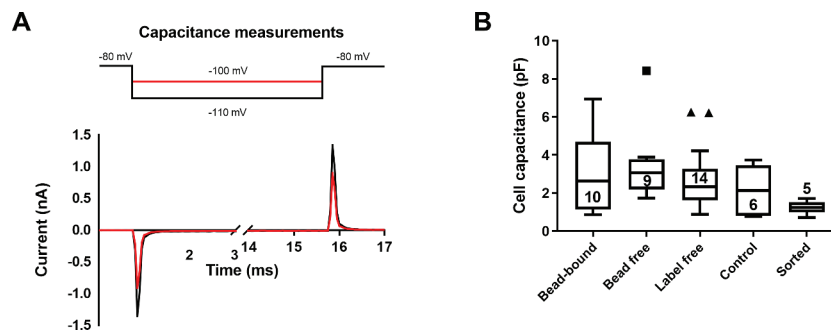 A
Capacitance measurements
-80 mV
-80 mV
-100 mV
-110 mV
1.5
1.0
0.5
0.0
-0.5
-1.0
-1.5
Current (nA)
2
3
14
15
16
17
Time (ms)
B
10
8
6
4
2
0
Cell capacitance (pF)
10
9
14
6
5
Bead-bound
Bead free
Label free
Control
Sorted